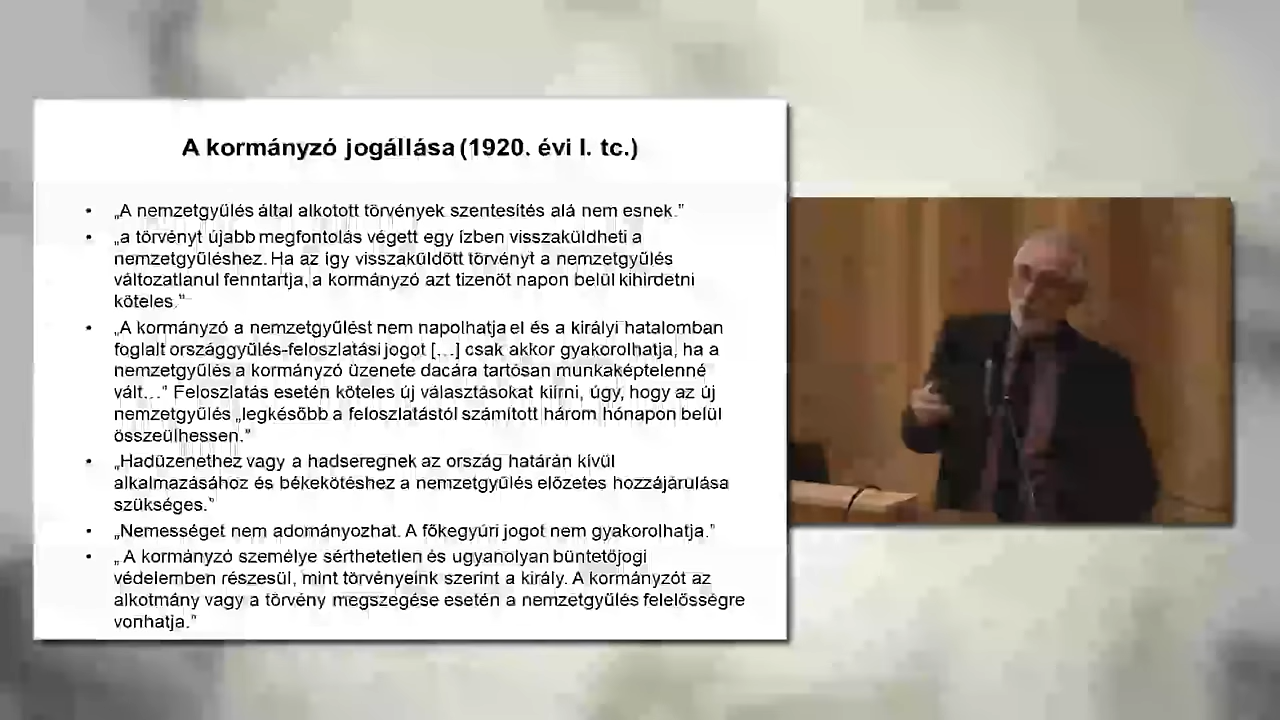 A kormányzó jogállása (1920. évi I. tc.)
• „A nemzetgyűlés által alkotott törvények szentesítés alá nem esnek.”
• „a törvényt újabb megfontolás végett egy ízben visszaküldheti a
nemzetgyűléshez. Ha az így visszaküldött törvényt a nemzetgyűlés
változatlanul fenntartja, a kormányzó azt tizenöt napon belül kihirdetni
köteles.”
• „A kormányzó a nemzetgyűlést nem napolhatja el és a királyi hatalomban
foglalt országgyűlés-feloszlatási jogot […] csak akkor gyakorolhatja, ha a
nemzetgyűlés a kormányzó üzenete dacára tartósan munkaképtelenné
vált…” Feloszlatás esetén köteles új választásokat kiírni, úgy, hogy az új
nemzetgyűlés „legkésőbb a feloszlatástól számított három hónapon belül
összeülhessen.”
• „Hadüzenethez vagy a hadseregnek az ország határán kívül
alkalmazásához és békekötéshez a nemzetgyűlés előzetes hozzájárulása
szükséges.”
• „Nemességet nem adományozhat. A főkegyúri jogot nem gyakorolhatja.”
• „ A kormányzó személye sérthetetlen és ugyanolyan büntetőjogi
védelemben részesül, mint törvényeink szerint a király. A kormányzót az
alkotmány vagy a törvény megszegése esetén a nemzetgyűlés felelősségre
vonhatja.”